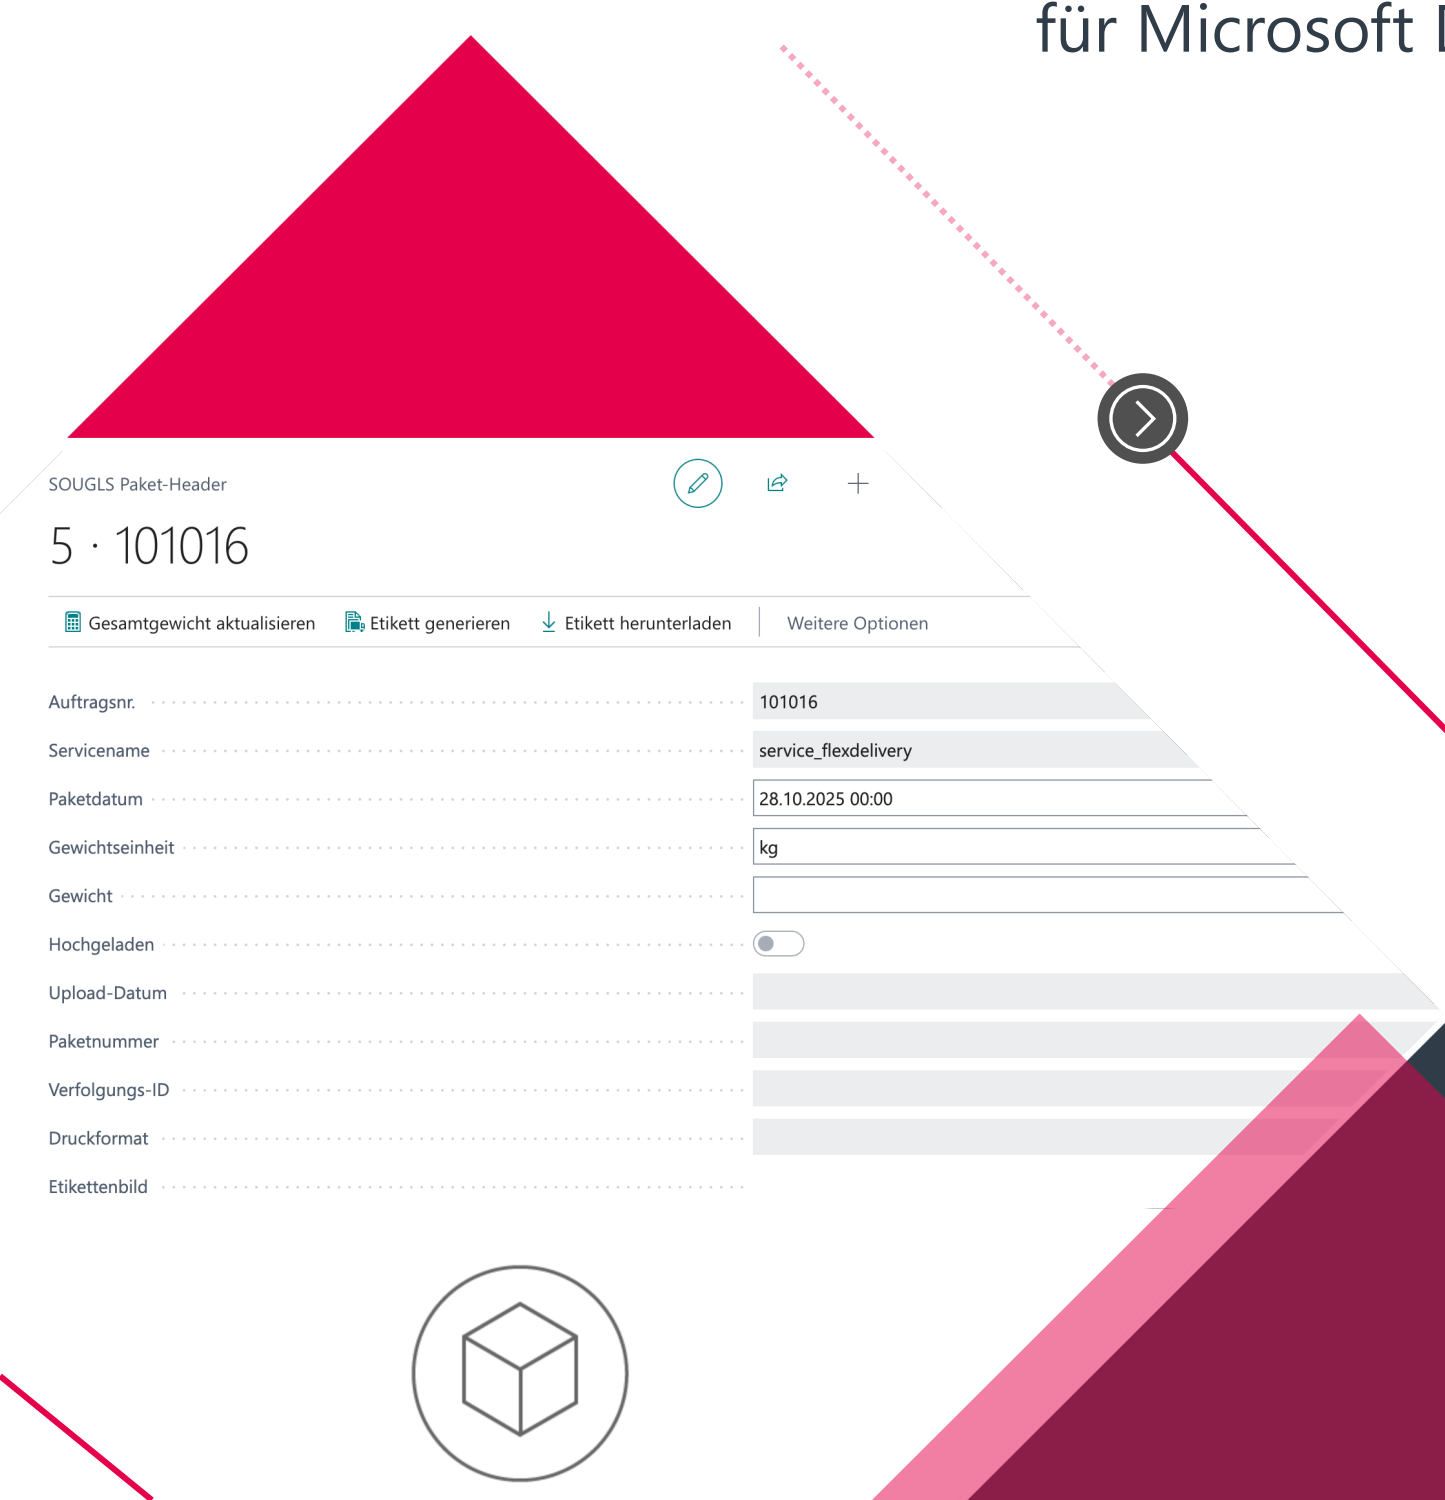 für Microsoft
SOUGLS Paket-Header
5 · 101016
Gesamtgewicht aktualisieren Etikett generieren Etikett herunterladen Weitere Optionen
Auftragsnr. 101016
Servicename service_flexdelivery
Paketdatum 28.10.2025 00:00
Gewichtseinheit kg
Gewicht
Hochgeladen
Upload-Datum
Paketnummer
Verfolgungs-ID
Druckformat
Etikettenbild